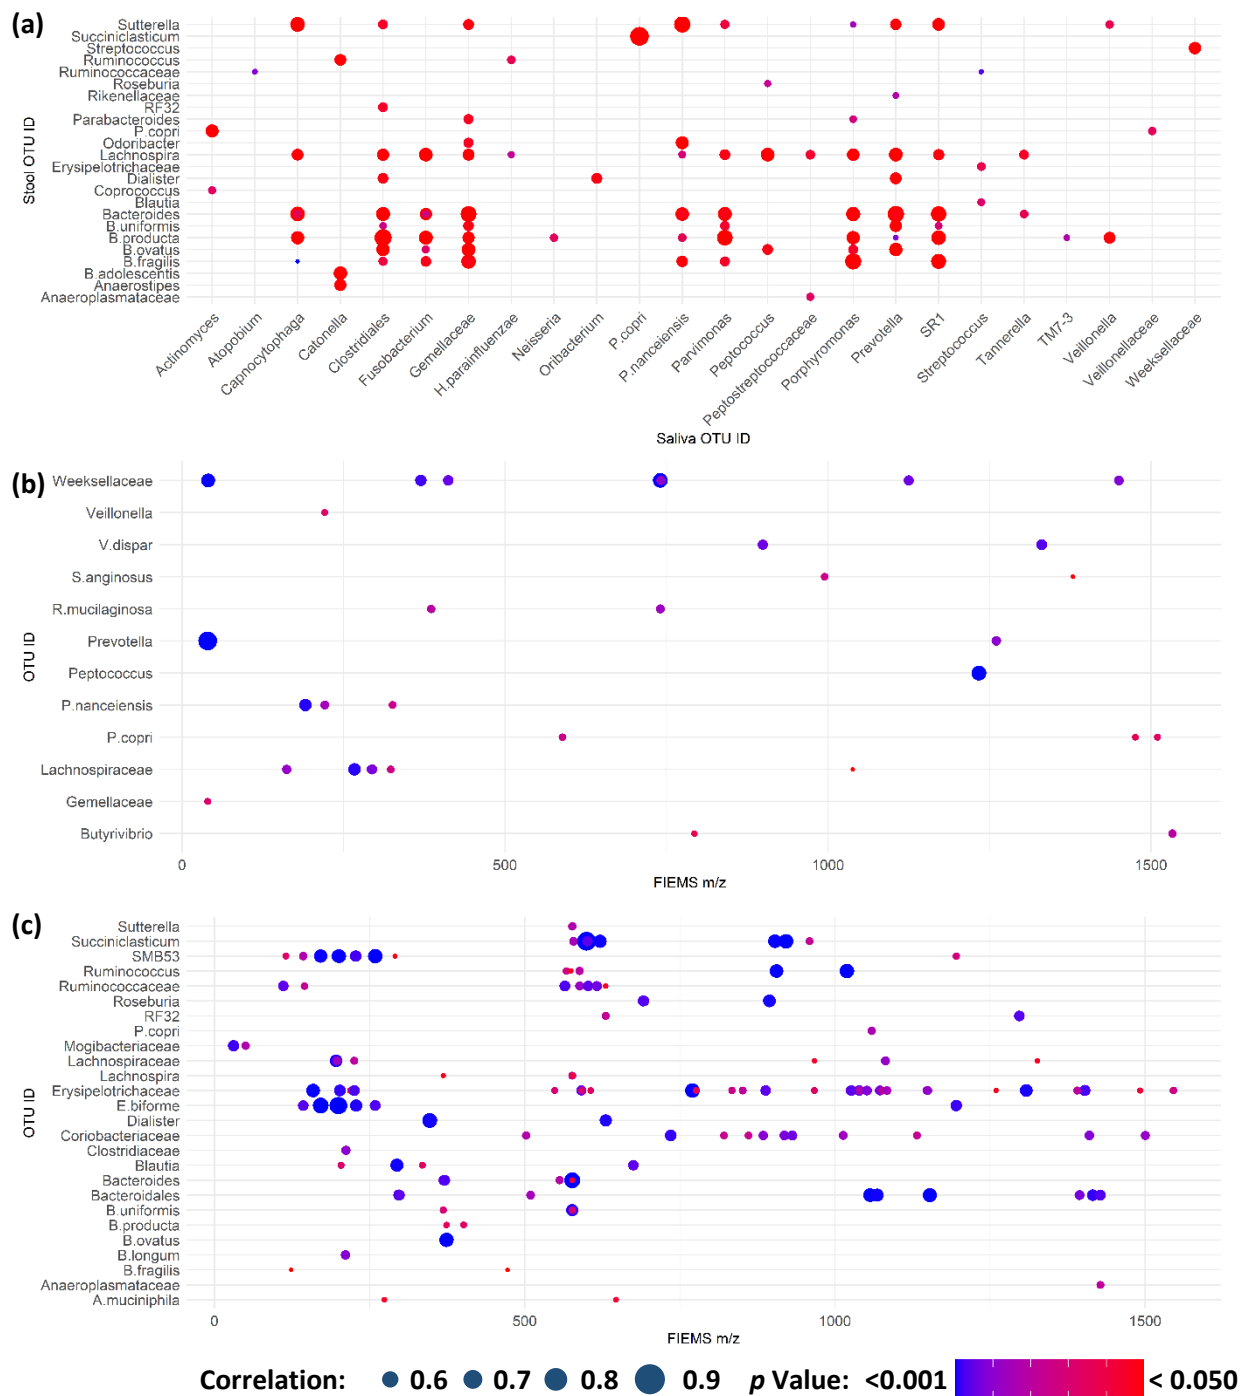 (a)
Sutterella
Succiniclasticum
Streptococcus
Ruminococcus
Ruminococcaceae
Roseburia
Rikenellaceae
RF32
Parabacteroides
P.copri
Odoribacter
Lachnospira
Erysipelotrichaceae
Dialister
Coprococcus
Blautia
Bacteroides
B.uniformis
B.producta
B.ovatus
B.fragilis
B.adolescentis
Anaerostipes
Anaeroplasmataceae
Stool OTU ID
Actinomyces
Atopobium
Capnocytophaga
Catonella
Clostridiales
Fusobacterium
Gemellaceae
H.parainfluenzae
Neisseria
Oribacterium
P.copri
P.nanceiensis
Parvimonas
Peptococcus
Peptostreptococcaceae
Porphyromonas
Prevotella
SR1
Streptococcus
Tannerella
TM7-3
Veillonella
Veillonellaceae
Weeksellaceae
Saliva OTU ID
(b)
Weeksellaceae
Veillonella
V.dispar
S.anginosus
R.mucilaginosa
Prevotella
Peptococcus
P.nanceiensis
P.copri
Lachnospiraceae
Gemellaceae
Butyrivibrio
OTU ID
0 500 1000 1500
FIEMS m/z
(c)
Sutterella
Succiniclasticum
SMB53
Ruminococcus
Ruminococcaceae
Roseburia
RF32
P.copri
Mogibacteriaceae
Lachnospiraceae
Lachnospira
Erysipelotrichaceae
E.biforme
Dialister
Coriobacteriaceae
Clostridiaceae
Blautia
Bacteroides
Bacteroidales
B.uniformis
B.producta
B.ovatus
B.longum
B.fragilis
Anaeroplasmataceae
A.muciniphila
OTU ID
0 500 1000 1500
FIEMS m/z
Correlation: 0.6 0.7 0.8 0.9 p Value: <0.001 < 0.050